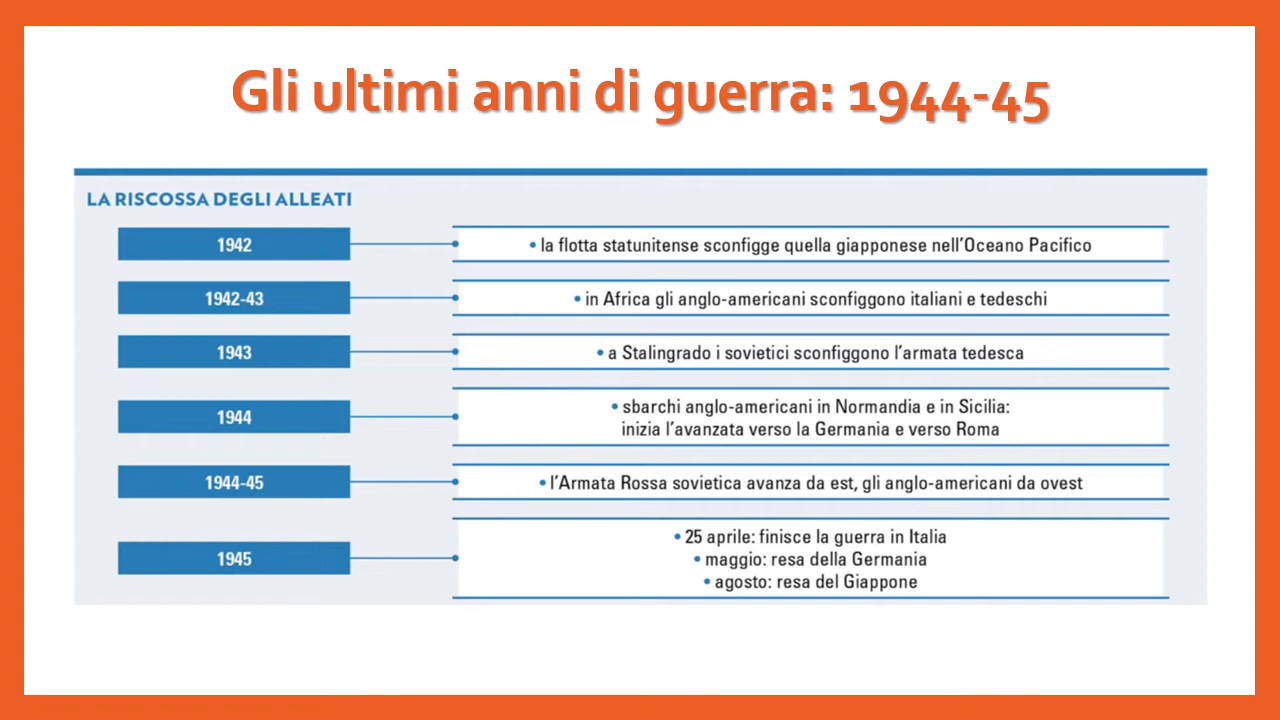 Gli ultimi anni di guerra: 1944-45
LA RISCOSSA DEGLI ALLEATI
1942
• la flotta statunitense sconfigge quella giapponese nell'Oceano Pacifico
1942-43
• in Africa gli anglo-americani sconfiggono italiani e tedeschi
1943
• a Stalingrado i sovietici sconfiggono l'armata tedesca
1944
• sbarchi anglo-americani in Normandia e in Sicilia:
inizia l'avanzata verso la Germania e verso Roma
1944-45
• l'Armata Rossa sovietica avanza da est, gli anglo-americani da ovest
1945
• 25 aprile: finisce la guerra in Italia
• maggio: resa della Germania
• agosto: resa del Giappone